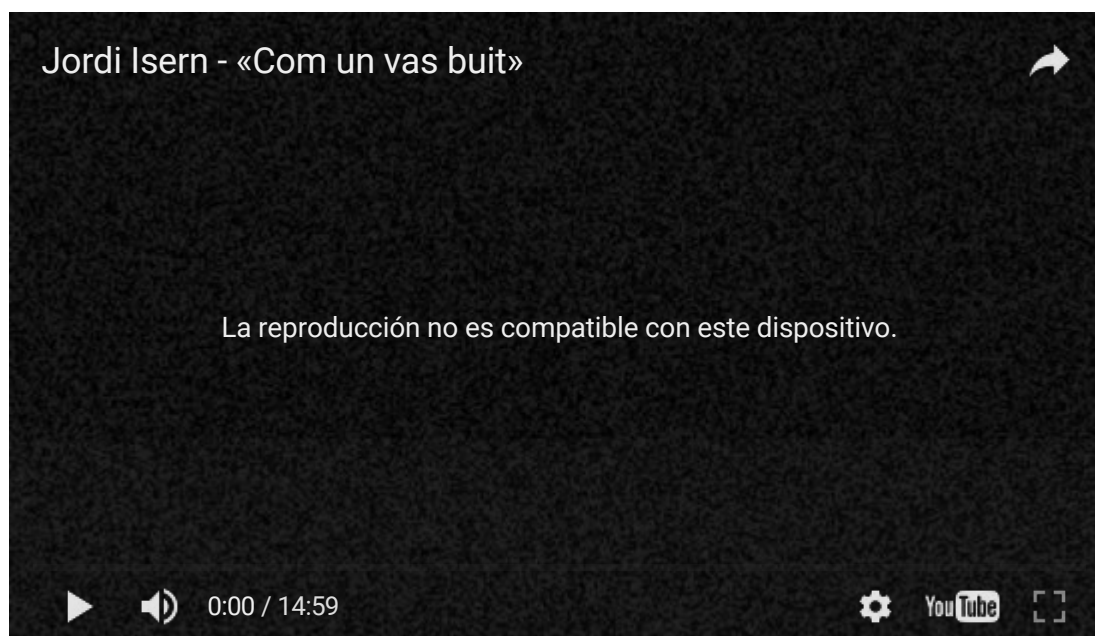 Jordi Isern - «Com un vas buit»
La reproducción no es compatible con este dispositivo.
0:00 / 14:59
YouTube